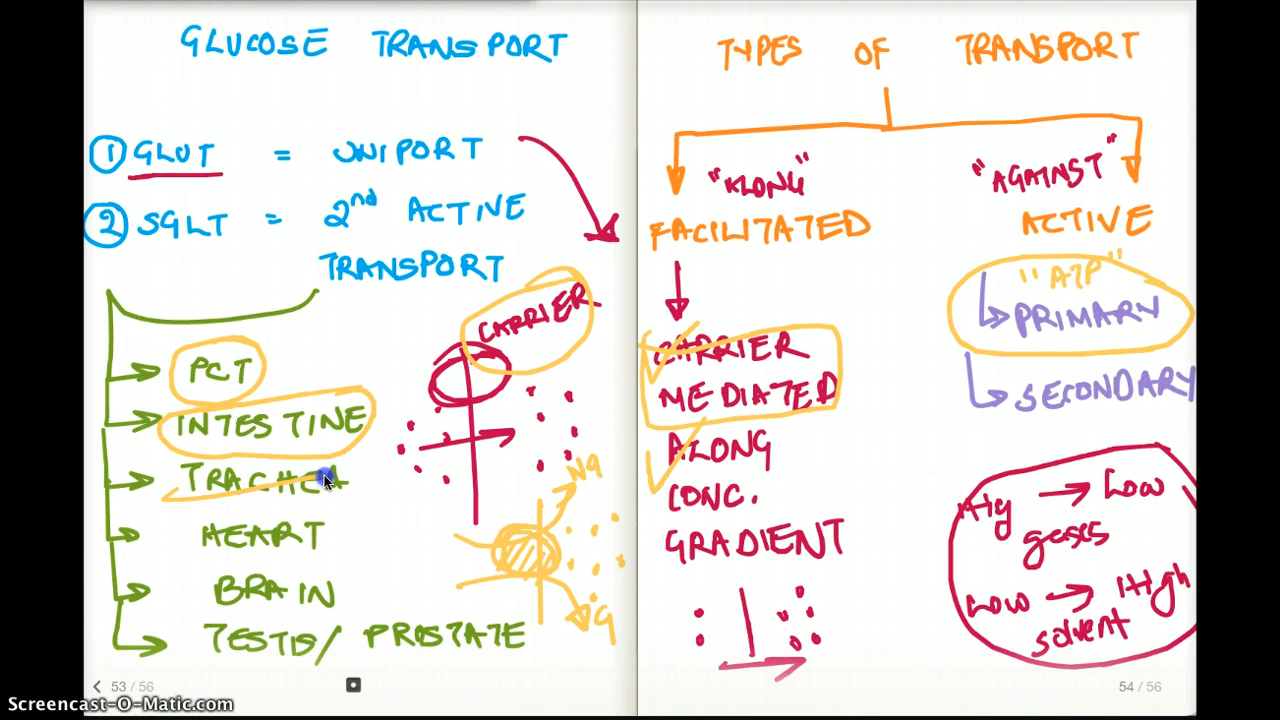 GLUCOSE TRANSPORT
① GLUT = UNIPORT
② SGLT = 2nd ACTIVE
TRANSPORT
CARRIER
PCT
INTESTINE
TRACHEA
HEART
BRAIN
TESTIS/ PROSTATE
Na
G
53 / 56
TYPES OF TRANSPORT
"ALONG"
"AGAINST"
FACILITATED
ACTIVE
"ATP"
PRIMARY
SECONDARY
CARRIER
MEDIATED
ALONG
CONC.
GRADIENT
Hig → Low
gases
Low → High
solvent
54 / 56
Screencast-O-Matic.com